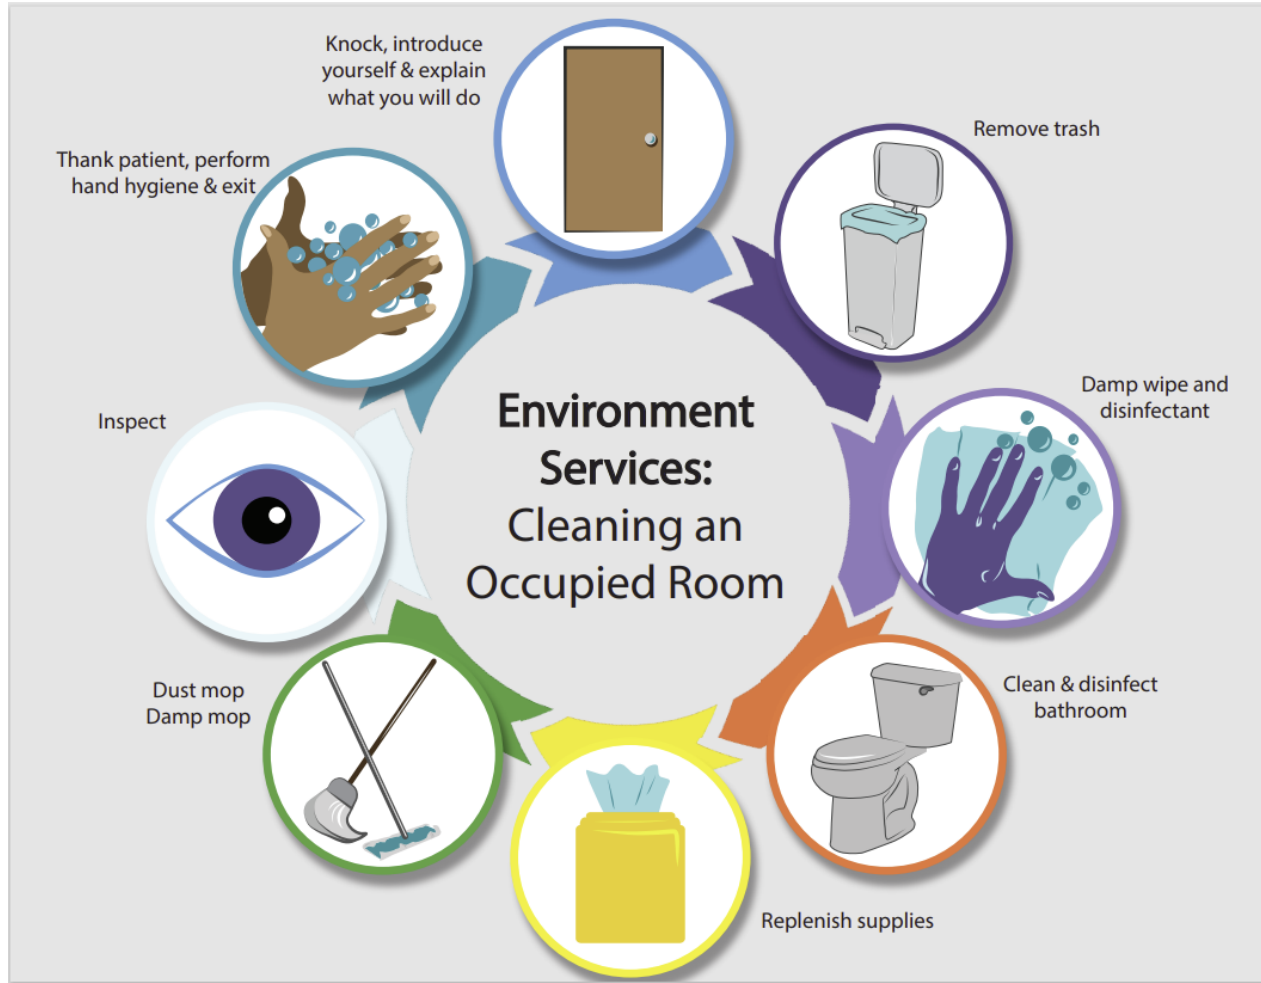 Knock, introduce
yourself & explain
what you will do
Remove trash
Damp wipe and
disinfectant
Clean & disinfect
bathroom
Replenish supplies
Dust mop
Damp mop
Inspect
Thank patient, perform
hand hygiene & exit
Environment
Services:
Cleaning an
Occupied Room